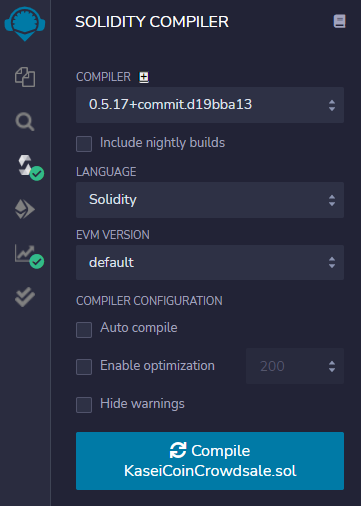 SOLIDITY COMPILER
COMPILER
0.5.17+commit.d19bba13
Include nightly builds
LANGUAGE
Solidity
EVM VERSION
default
COMPILER CONFIGURATION
Auto compile
Enable optimization 200
Hide warnings
Compile
KaseiCoinCrowdsale.sol